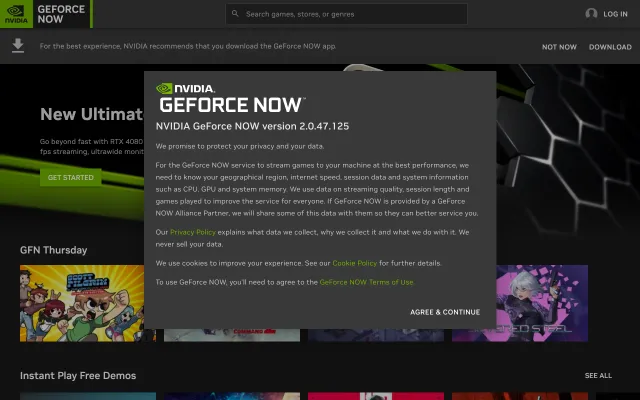 NVIDIA
GEFORCE
NOW
Search games, stores, or genres
LOG IN
For the best experience, NVIDIA recommends that you download the GeForce NOW app.
NOT NOW
DOWNLOAD
New Ultimat
Go beyond fast with RTX 4080
fps streaming, ultrawide monit
GET STARTED
NVIDIA.
GEFORCE NOW
NVIDIA GeForce NOW version 2.0.47.125
We promise to protect your privacy and your data.
For the GeForce NOW service to stream games to your machine at the best performance, we
need to know your geographical region, internet speed, session data and system information
such as CPU, GPU and system memory. We use data on streaming quality, session length and
games played to improve the service for everyone. If GeForce NOW is provided by a GeForce
NOW Alliance Partner, we will share some of this data with them so they can better service you.
Our Privacy Policy explains what data we collect, why we collect it and what we do with it. We
never sell your data.
We use cookies to improve your experience. See our Cookie Policy for further details.
To use GeForce NOW, you'll need to agree to the GeForce NOW Terms of Use.
AGREE & CONTINUE
GFN Thursday
SCOTT
PILGRIM
Instant Play Free Demos
SEE ALL